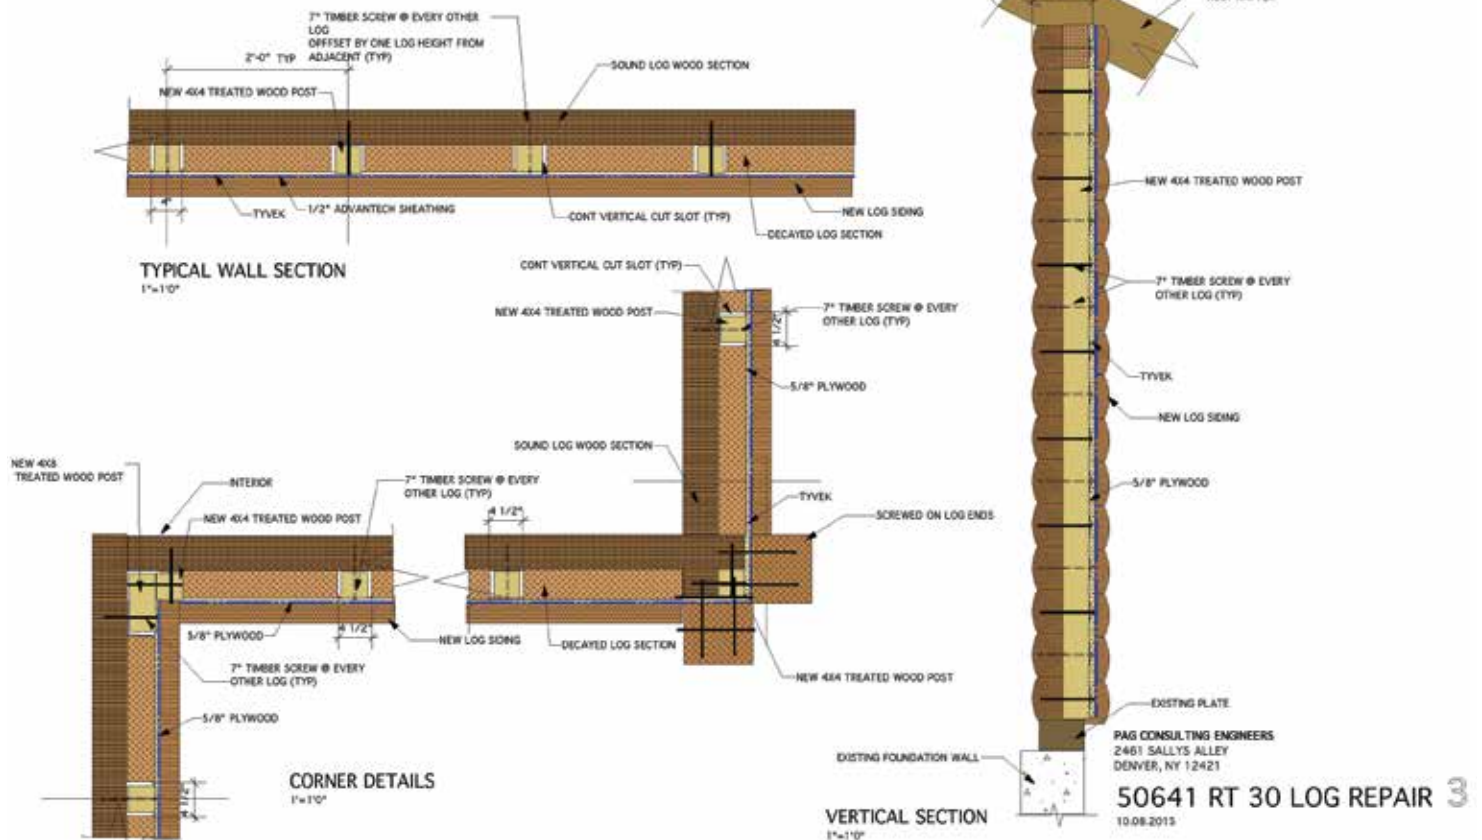 7" TIMBER SCREW @ EVERY OTHER
LOG
OPFFSET BY ONE LOG HEIGHT FROM
ADJACENT (TYP)
2'-0" TYP
SOUND LOG WOOD SECTION
NEW 4X4 TREATED WOOD POST
4"
TYVEK
1/2" ADVANTECH SHEATHING
CONT VERTICAL CUT SLOT (TYP)
NEW LOG SIDING
DECAYED LOG SECTION
TYPICAL WALL SECTION
1"=1'0"
CONT VERTICAL CUT SLOT (TYP)
NEW 4X4 TREATED WOOD POST
7" TIMBER SCREW @ EVERY
OTHER LOG (TYP)
4 1/2"
5/8" PLYWOOD
SOUND LOG WOOD SECTION
TYVEK
SCREWED ON LOG ENDS
NEW 4X8
TREATED WOOD POST
INTERIOR
7" TIMBER SCREW @ EVERY
OTHER LOG (TYP)
NEW 4X4 TREATED WOOD POST
4 1/2"
5/8" PLYWOOD
4 1/2"
NEW LOG SIDING
DECAYED LOG SECTION
7" TIMBER SCREW @ EVERY
OTHER LOG (TYP)
NEW 4X4 TREATED WOOD POST
5/8" PLYWOOD
4 1/2"
CORNER DETAILS
1"=1'0"
NEW 4X4 TREATED WOOD POST
7" TIMBER SCREW @ EVERY
OTHER LOG (TYP)
TYVEK
NEW LOG SIDING
5/8" PLYWOOD
EXISTING PLATE
EXISTING FOUNDATION WALL
VERTICAL SECTION
1"=1'0"
PAG CONSULTING ENGINEERS
2461 SALLYS ALLEY
DENVER, NY 12421
50641 RT 30 LOG REPAIR
10.08.2015
3